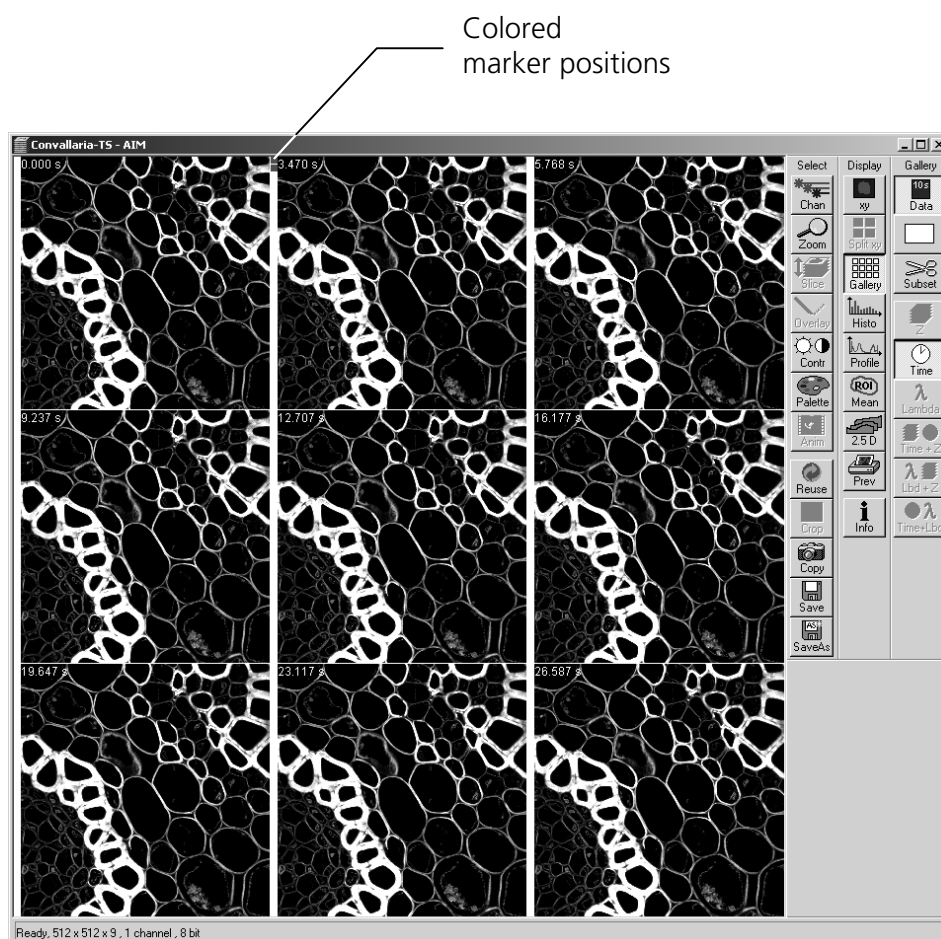 Colored
marker positions
Convallaria-TS - AIM
0.000 s
3.470 s
5.768 s
9.237 s
12.707 s
16.177 s
19.647 s
23.117 s
26.587 s
Select
Chan
Zoom
Slice
Overlay
Contr
Palette
Anim
Reuse
Crop
Copy
Save
AS
SaveAs
Display
xy
Split xy
Gallery
Histo
Profile
ROI
Mean
2.5 D
Prev
i
Info
Gallery
10s
Data
Subset
Z
Time
λ
Lambda
Time + Z
λ
Lbd + Z
λ
Time+Lbd
Ready, 512 x 512 x 9 , 1 channel , 8 bit